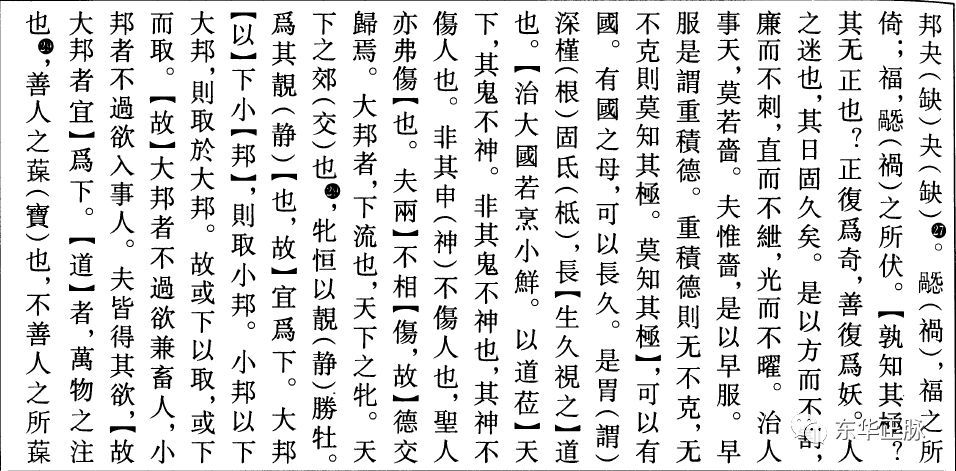 邦夬(缺)夬(缺)㉗。(禍),福之所
倚;福,(禍)之所伏。【孰知其極?
其无正也?正復爲奇,善復爲妖。人
之迷也,其日固久矣。是以方而不割,
廉而不刺,直而不紲,光而不曜。治人
事天,莫若嗇。夫惟嗇,是以早服。早
服是謂重積德。重積德則无不克,无
不克則莫知其極。莫知其極】,可以有
國。有國之母,可以長久。是胃(謂)
深槿(根)固氐(柢),長【生久視之】道
也。【治大國若烹小鮮。以道莅】天
下,其鬼不神。非其鬼不神也,其神不
傷人也。非其申(神)不傷人也,聖人
亦弗傷【也。夫兩】不相【傷,故】德交
歸焉。大邦者,下流也,天下之牝。天
下之郊(交)也,牝恒以靚(静)勝牡。
爲其靚(静)【也,故】宜爲下。大邦
【以】下小【邦】,則取小邦。小邦以下
大邦,則取於大邦。故或下以取,或下
而取。【故】大邦者不過欲兼畜人,小
邦者不過欲入事人。夫皆得其欲,【故
大邦者宜】爲下。【道】者,萬物之注
也,善人之葆(寶)也,不善人之所葆
东华正脉